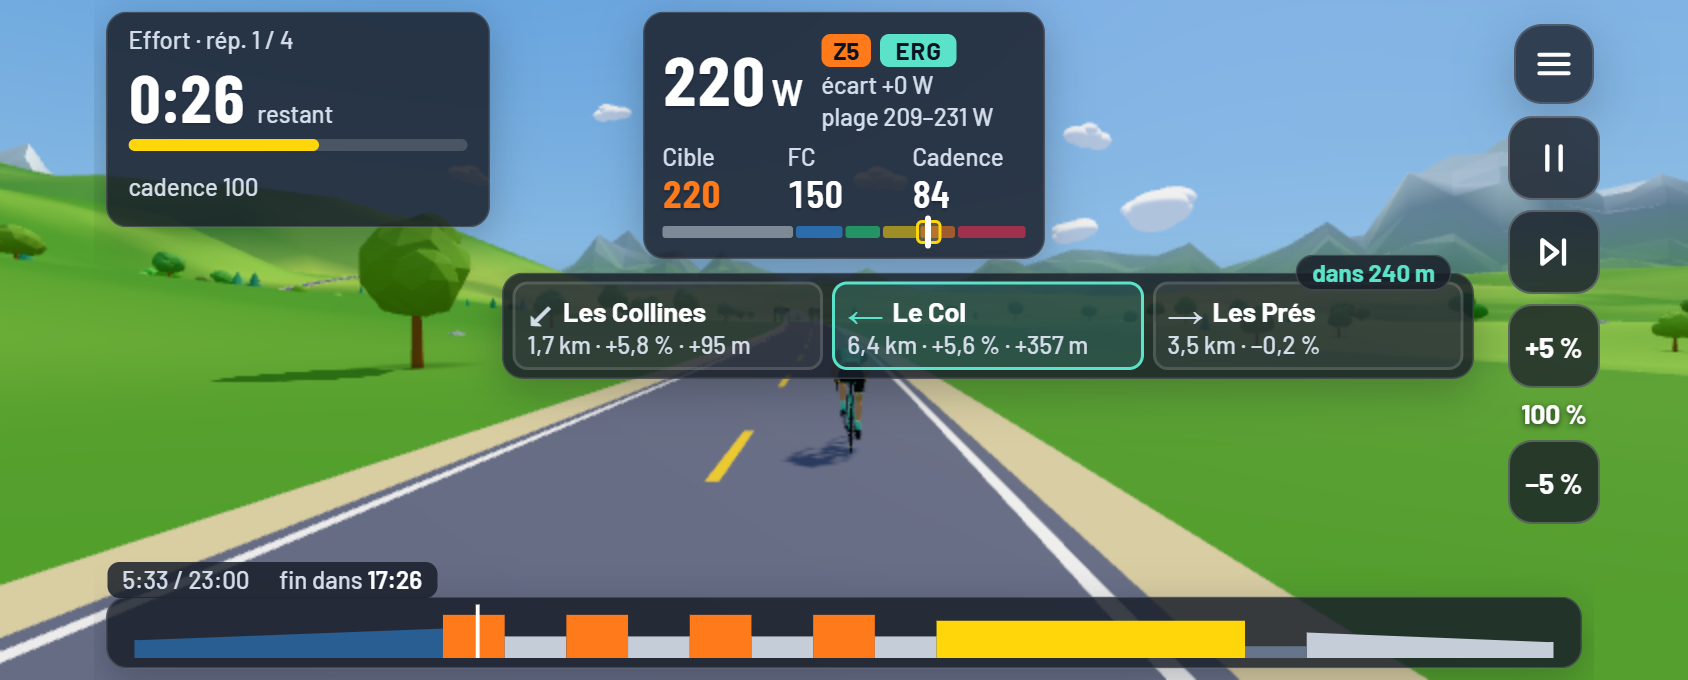 Effort · rép. 1 / 4
0:26 restant
cadence 100
220 W
Z5 ERG
écart +0 W
plage 209–231 W
Cible FC Cadence
220 150 84
dans 240 m
↙ Les Collines
1,7 km · +5,8 % · +95 m
← Le Col
6,4 km · +5,6 % · +357 m
→ Les Prés
3,5 km · −0,2 %
+5 %
100 %
−5 %
5:33 / 23:00 fin dans 17:26